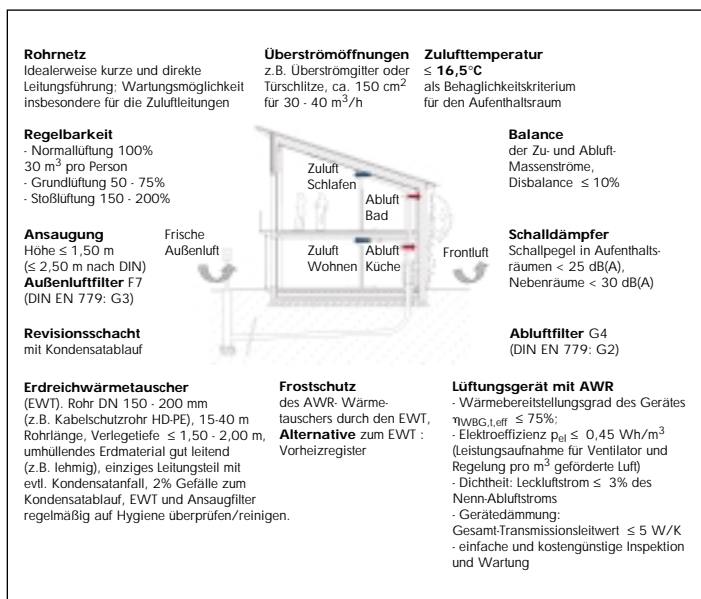 Rohrnetz
Idealerweise kurze und direkte
Leitungsführung; Wartungsmöglichkeit
insbesondere für die Zuluftleitungen
Überströmöffnungen
z.B. Überströmgitter oder
Türschlitze, ca. 150 cm²
für 30 - 40 m³/h
Zulufttemperatur
≤ 16,5°C
als Behaglichkeitskriterium
für den Aufenthaltsraum
Regelbarkeit
- Normallüftung 100%
30 m³ pro Person
- Grundlüftung 50 - 75%
- Stoßlüftung 150 - 200%
Zuluft
Schlafen
Abluft
Bad
Balance
der Zu- und Abluft-
Massenströme,
Disbalance ≤ 10%
Ansaugung
Höhe ≤ 1,50 m
(≤ 2,50 m nach DIN)
Außenluftfilter F7
(DIN EN 779: G3)
Frische
Außenluft
Zuluft
Wohnen
Abluft
Küche
Frontluft
Schalldämpfer
Schallpegel in Aufenthalts-
räumen < 25 dB(A),
Nebenräume < 30 dB(A)
Revisionsschacht
mit Kondensatablauf
Abluftfilter G4
(DIN EN 779: G2)
Erdreichwärmetauscher
(EWT). Rohr DN 150 - 200 mm
(z.B. Kabelschutzrohr HD-PE), 15-40 m
Rohrlänge, Verlegetiefe ≤ 1,50 - 2,00 m,
umhüllendes Erdmaterial gut leitend
(z.B. lehmig), einziges Leitungsteil mit
evtl. Kondensatanfall, 2% Gefälle zum
Kondensatablauf, EWT und Ansaugfilter
regelmäßig auf Hygiene überprüfen/reinigen.
Frostschutz
des AWR- Wärme-
tauschers durch den EWT,
Alternative zum EWT :
Vorheizregister
Lüftungsgerät mit AWR
- Wärmebereitstellungsgrad des Gerätes
ηWBG,t,eff ≤ 75%;
- Elektroeffizienz pel ≤ 0,45 Wh/m³
(Leistungsaufnahme für Ventilator und
Regelung pro m³ geförderte Luft)
- Dichtheit: Leckluftstrom ≤ 3% des
Nenn-Abluftstroms
- Gerätedämmung:
Gesamt-Transmissionsleitwert ≤ 5 W/K
- einfache und kostengünstige Inspektion
und Wartung